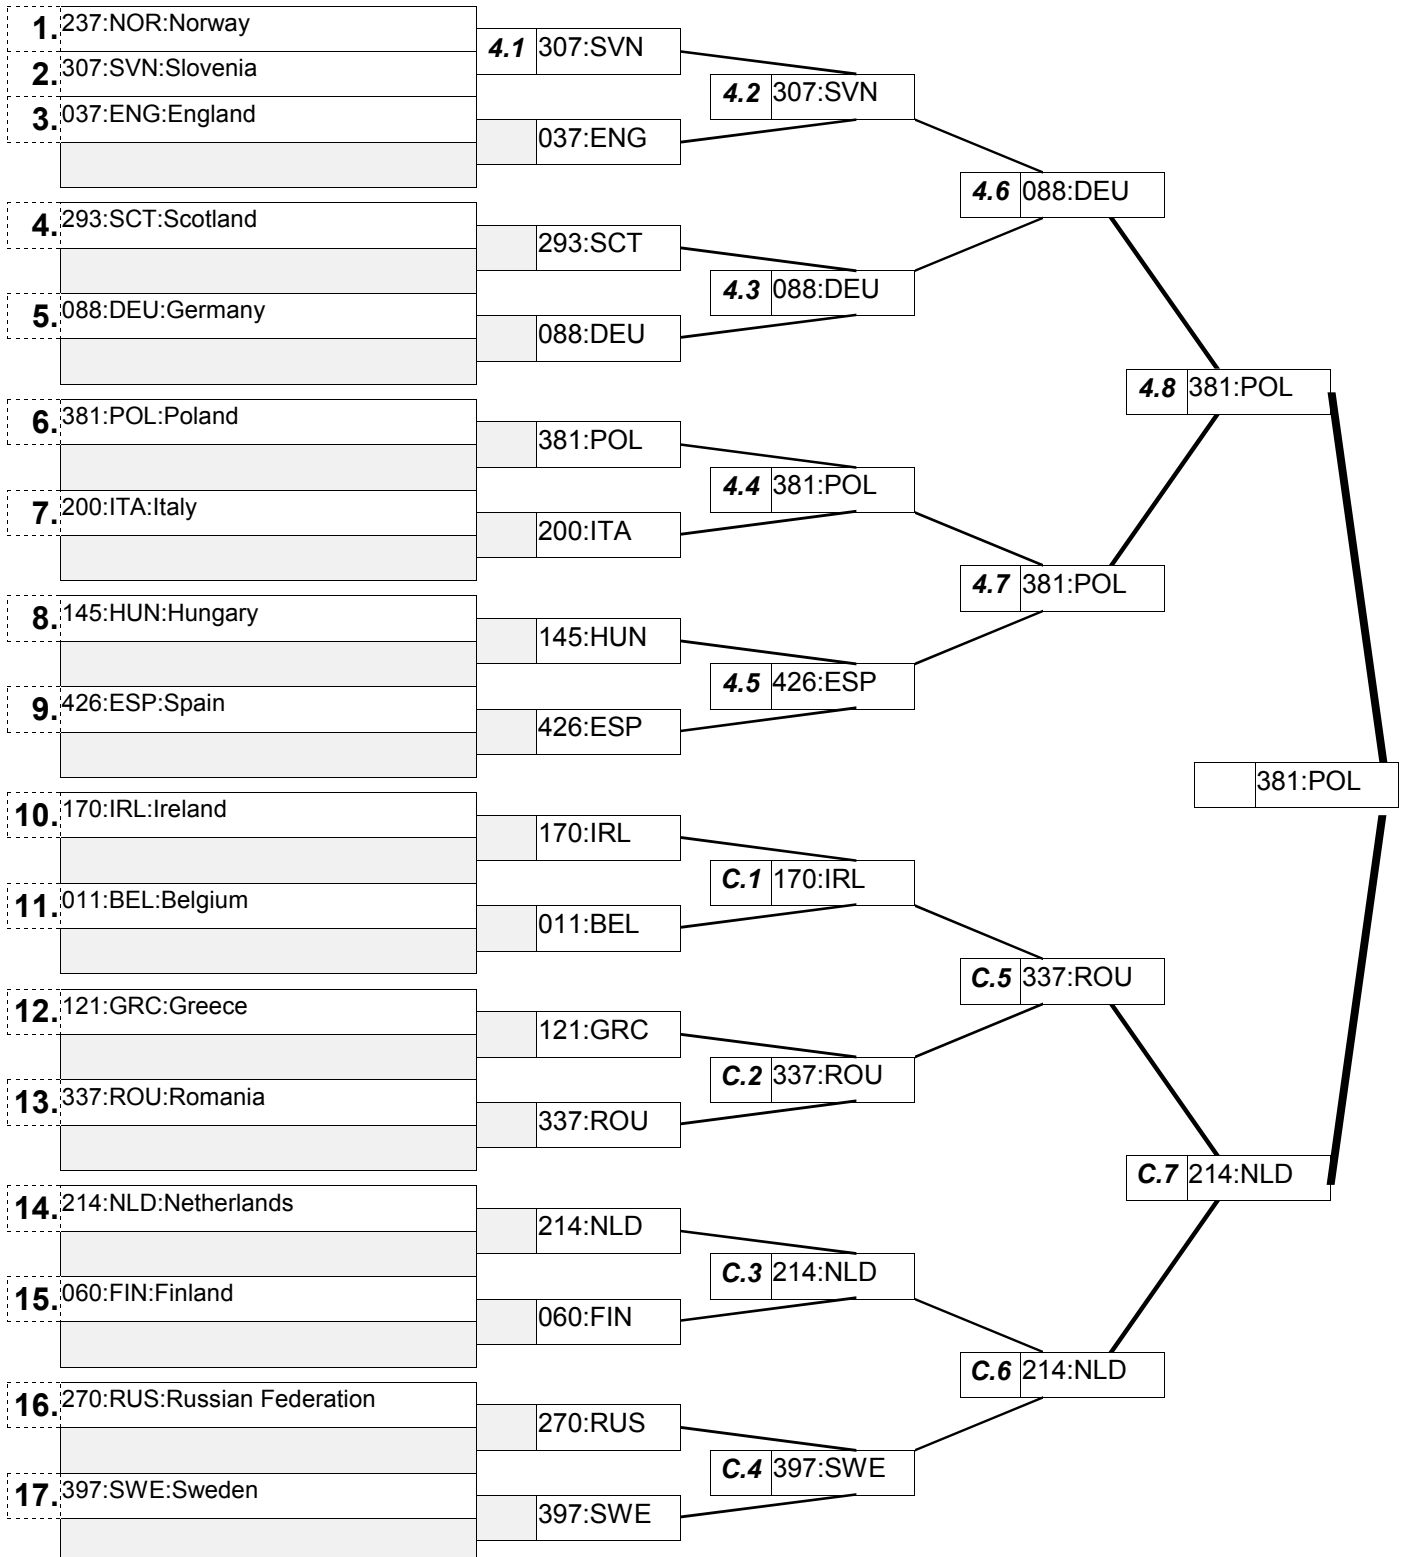 1. 237:NOR:Norway
2. 307:SVN:Slovenia
3. 037:ENG:England
4. 293:SCT:Scotland
5. 088:DEU:Germany
6. 381:POL:Poland
7. 200:ITA:Italy
8. 145:HUN:Hungary
9. 426:ESP:Spain
10. 170:IRL:Ireland
11. 011:BEL:Belgium
12. 121:GRC:Greece
13. 337:ROU:Romania
14. 214:NLD:Netherlands
15. 060:FIN:Finland
16. 270:RUS:Russian Federation
17. 397:SWE:Sweden
4.1 307:SVN
037:ENG
293:SCT
088:DEU
381:POL
200:ITA
145:HUN
426:ESP
170:IRL
011:BEL
121:GRC
337:ROU
214:NLD
060:FIN
270:RUS
397:SWE
4.2 307:SVN
4.3 088:DEU
4.4 381:POL
4.5 426:ESP
C.1 170:IRL
C.2 337:ROU
C.3 214:NLD
C.4 397:SWE
4.6 088:DEU
4.7 381:POL
C.5 337:ROU
C.6 214:NLD
4.8 381:POL
C.7 214:NLD
381:POL